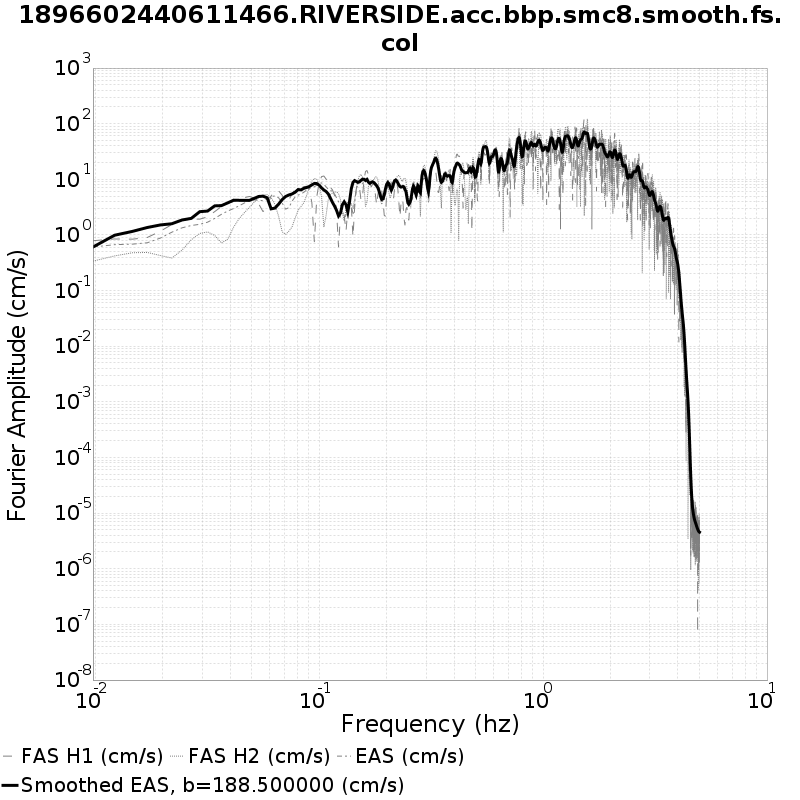 1896602440611466.RIVERSIDE.acc.bbp.smc8.smooth.fs.
col
10³
10²
10¹
10⁰
10⁻¹
10⁻²
10⁻³
10⁻⁴
10⁻⁵
10⁻⁶
10⁻⁷
10⁻⁸
Fourier Amplitude (cm/s)
10⁻² 10⁻¹ 10⁰ 10¹
Frequency (hz)
FAS H1 (cm/s) FAS H2 (cm/s) EAS (cm/s)
Smoothed EAS, b=188.500000 (cm/s)